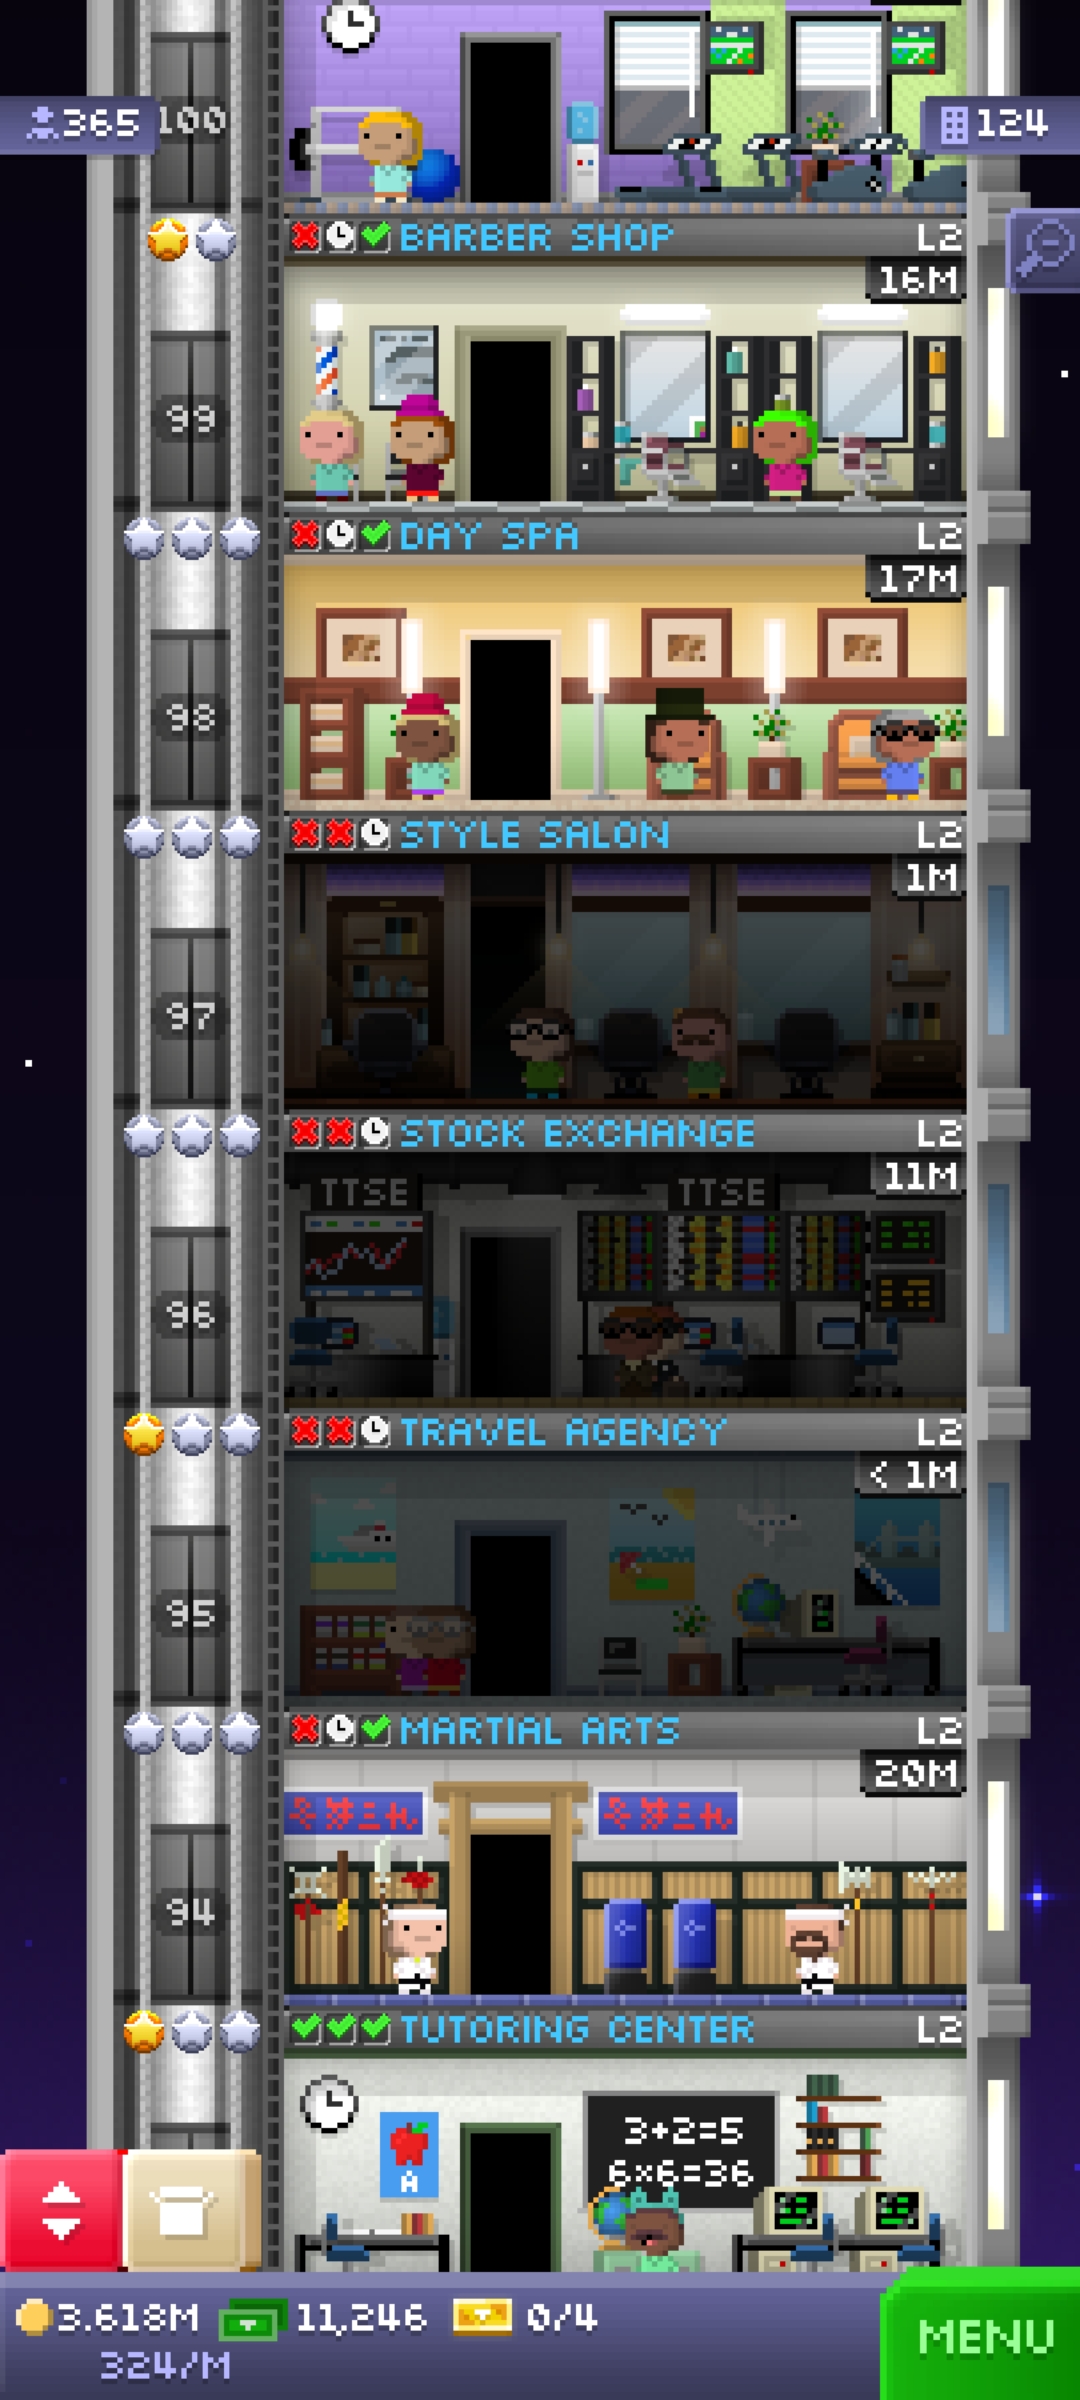 365
100
124
BARBER SHOP
L2
16M
99
DAY SPA
L2
17M
98
STYLE SALON
L2
1M
97
STOCK EXCHANGE
L2
11M
TTSE
TTSE
96
TRAVEL AGENCY
L2
< 1M
95
MARTIAL ARTS
L2
20M
94
TUTORING CENTER
L2
3+2=5
6x6=36
A
3.618M
11,246
0/4
324/M
MENU